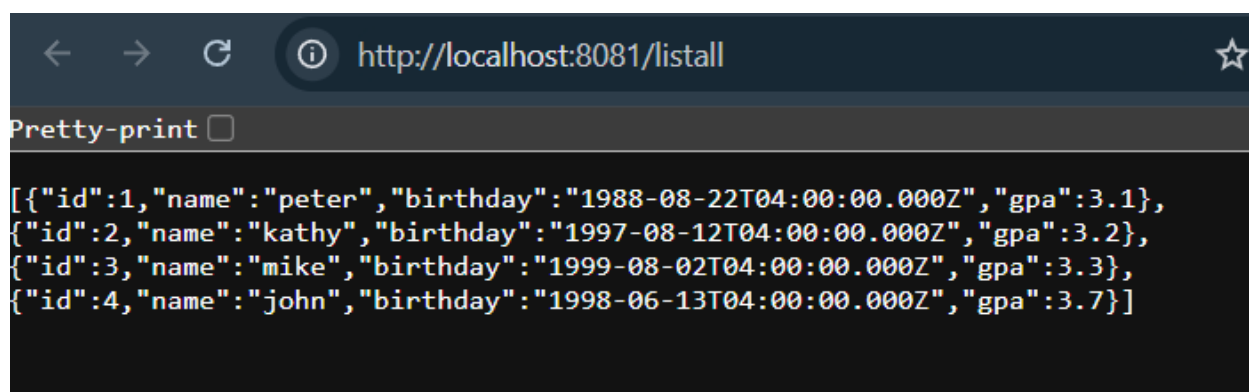 http://localhost:8081/listall
Pretty-print
[{"id":1,"name":"peter","birthday":"1988-08-22T04:00:00.000Z","gpa":3.1},
{"id":2,"name":"kathy","birthday":"1997-08-12T04:00:00.000Z","gpa":3.2},
{"id":3,"name":"mike","birthday":"1999-08-02T04:00:00.000Z","gpa":3.3},
{"id":4,"name":"john","birthday":"1998-06-13T04:00:00.000Z","gpa":3.7}]